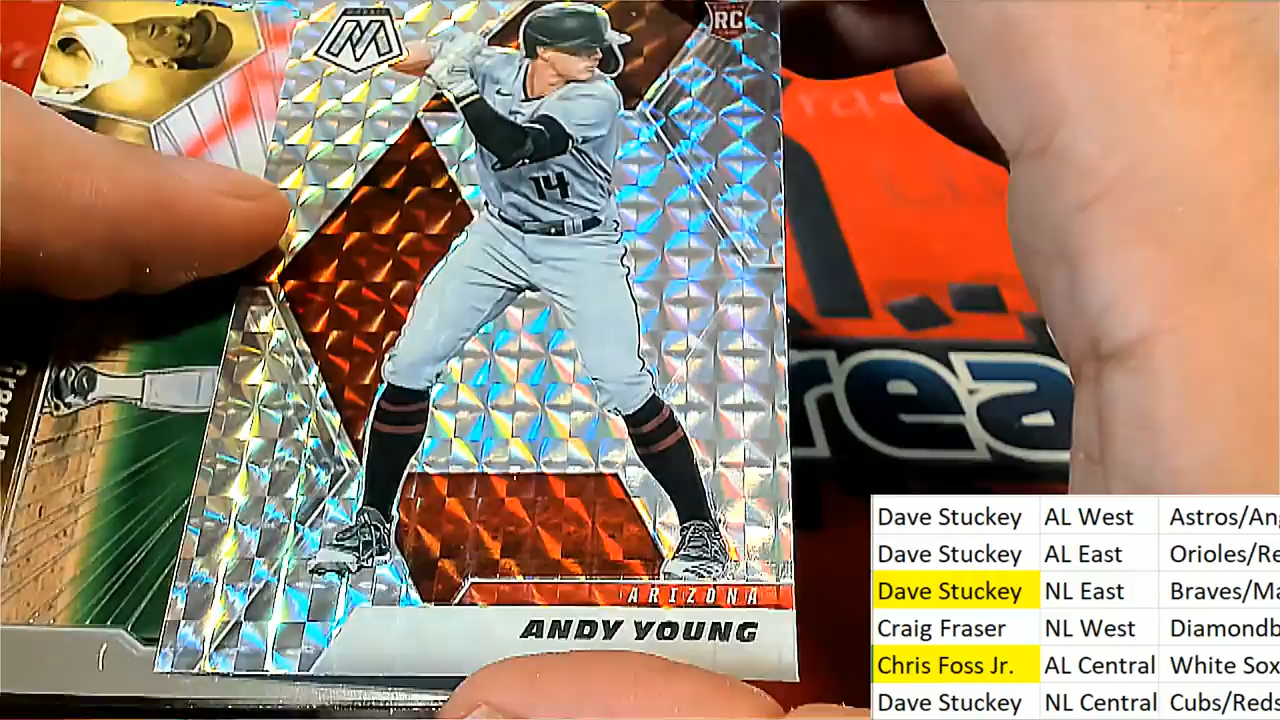 RC
14
ARIZONA
ANDY YOUNG
rea
Dave Stuckey AL West Astros/An
Dave Stuckey AL East Orioles/Re
Dave Stuckey NL East Braves/Ma
Craig Fraser NL West Diamondb
Chris Foss Jr. AL Central White Sox
Dave Stuckey NL Central Cubs/Reds